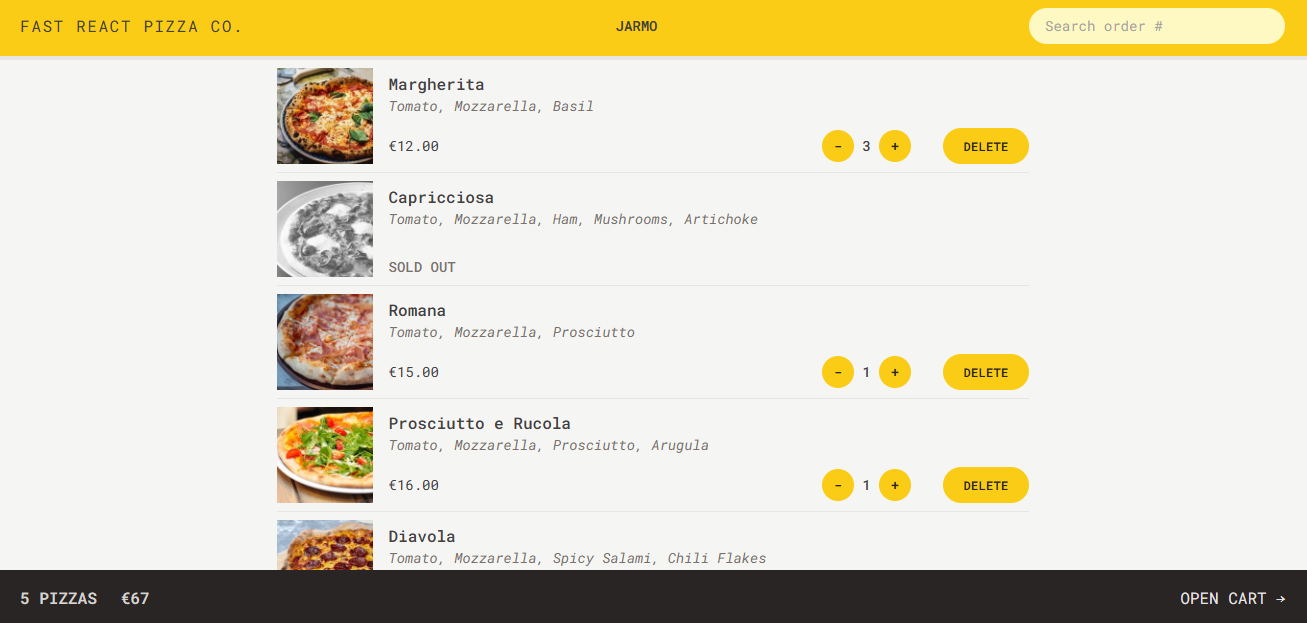 FAST REACT PIZZA CO.
JARMO
Search order #
Margherita
Tomato, Mozzarella, Basil
€12.00
- 3 + DELETE
Capricciosa
Tomato, Mozzarella, Ham, Mushrooms, Artichoke
SOLD OUT
Romana
Tomato, Mozzarella, Prosciutto
€15.00
- 1 + DELETE
Prosciutto e Rucola
Tomato, Mozzarella, Prosciutto, Arugula
€16.00
- 1 + DELETE
Diavola
Tomato, Mozzarella, Spicy Salami, Chili Flakes
5 PIZZAS €67
OPEN CART →